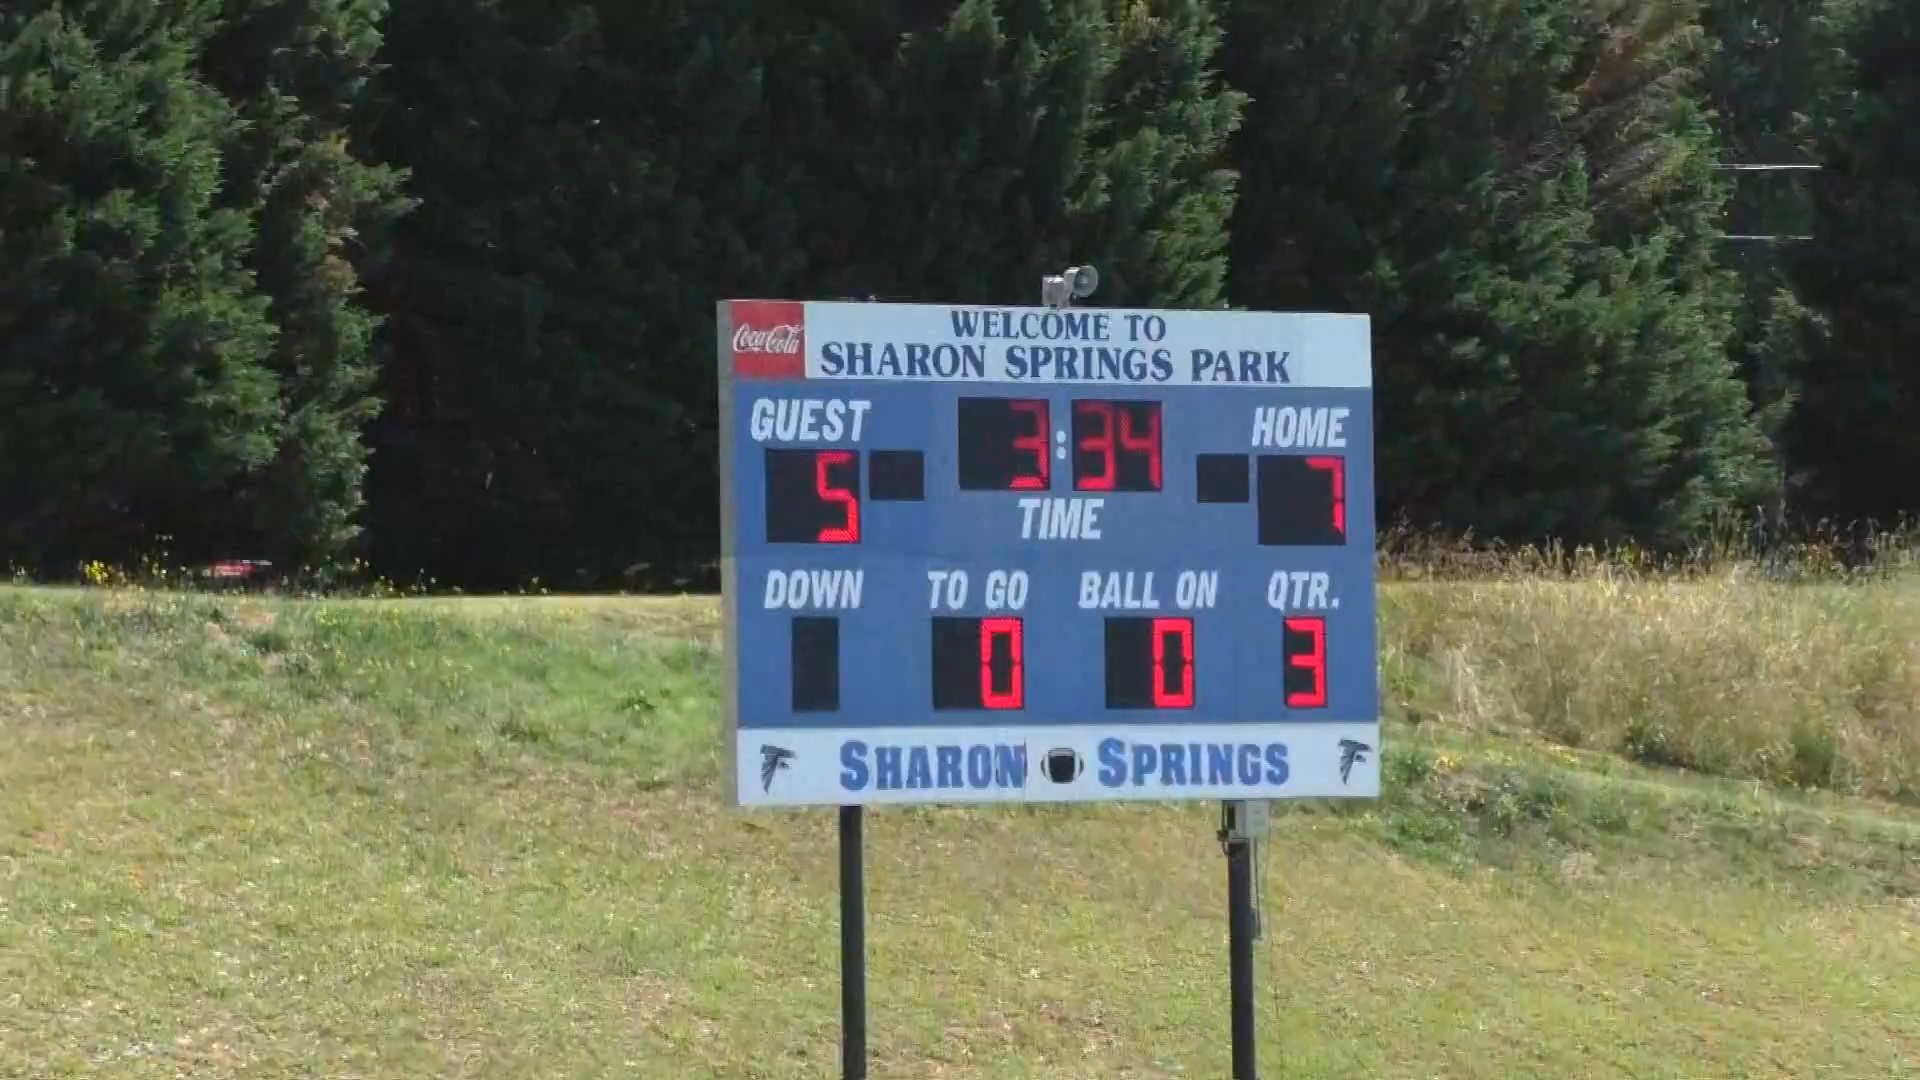 Coca-Cola
WELCOME TO
SHARON SPRINGS PARK
GUEST 3:34 HOME
5 7
TIME
DOWN TO GO BALL ON QTR.
0 0 3
SHARON SPRINGS